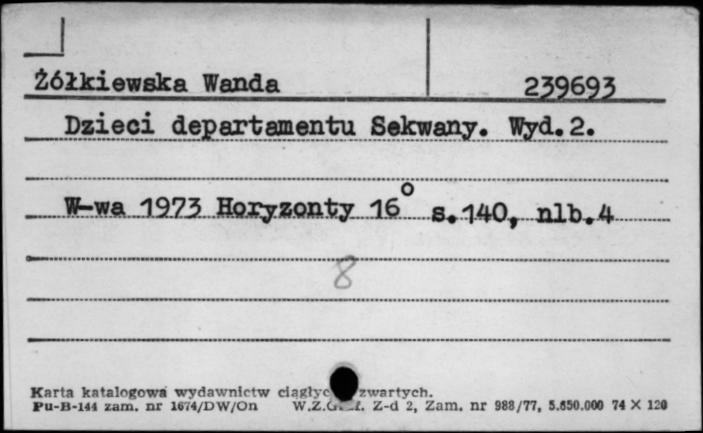 Żółkiewska Wanda 239693
Dzieci departamentu Sekwany. Wyd.2.
W-wa 1973 Horyzonty 16° s.140, nlb.4
8
Karta katalogowa wydawnictw zwartych.
Pu-B-144 zam. nr 1674/DW/On Z-d 2, Zam. nr 988/77, 5.650.000 74 X 120